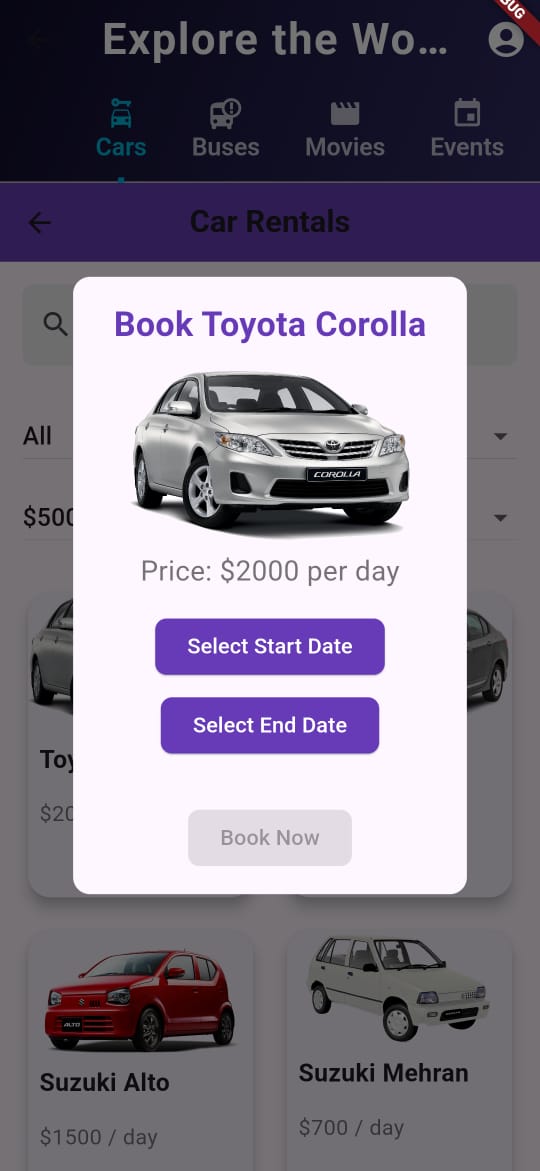 Explore the Wo...
BUG
Cars
Buses
Movies
Events
Car Rentals
Book Toyota Corolla
All
COROLLA
$500
Price: $2000 per day
Select Start Date
Select End Date
Toy
$20
Book Now
ALTO
Suzuki Alto
Suzuki Mehran
$1500 / day
$700 / day